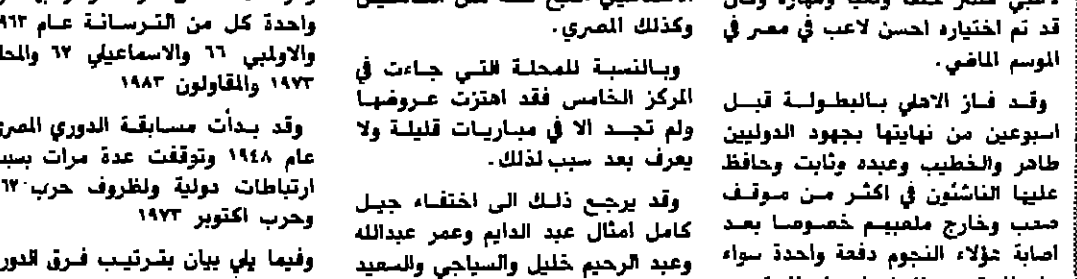 قد تم اختياره احسن لاعب في مصر في
الموسم الماضي.
وقد فاز الاهلي بالبطولة قبل
اسبوعين من نهايتها بجهود الدوليين
طاهر والخطيب وعبده وثابت وحافظ
عليها الناشئون في اكثر من موقف
صعب وخارج ملعبهم خصوصا بعد
اصابة هؤلاء النجوم دفعة واحدة سواء
وكذلك المصري.
وبالنسبة للمحلة التي جاءت في
المركز الخامس فقد اهتزت عروضها
ولم تجد الا في مباريات قليلة ولا
يعرف بعد سبب لذلك.
وقد يرجع ذلك الى اختفاء جيل
كامل امثال عبد الدايم وعمر عبدالله
وعبد الرحيم خليل والسياجي والسعيد
واحدة كل من الترسانة عام ٩٦٣
والاولمبي ٦٦ والاسماعيلي ٦٧ والمحل
١٩٧٣ والمقاولون ١٩٨٣
وقد بدأت مسابقة الدوري المصري
عام ١٩٤٨ وتوقفت عدة مرات بسبب
ارتباطات دولية ولظروف حرب ٦٧
وحرب اكتوبر ١٩٧٣
وفيما يلي بيان بترتيب فرق الدور